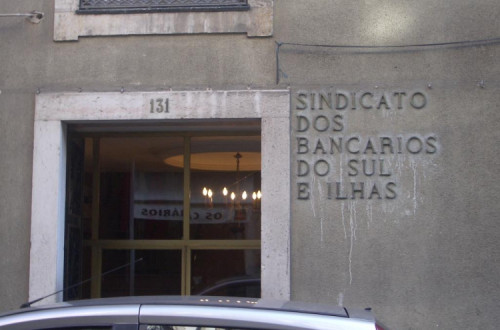 131
SINDICATO
DOS
BANCARIOS
DO SUL
E ILHAS